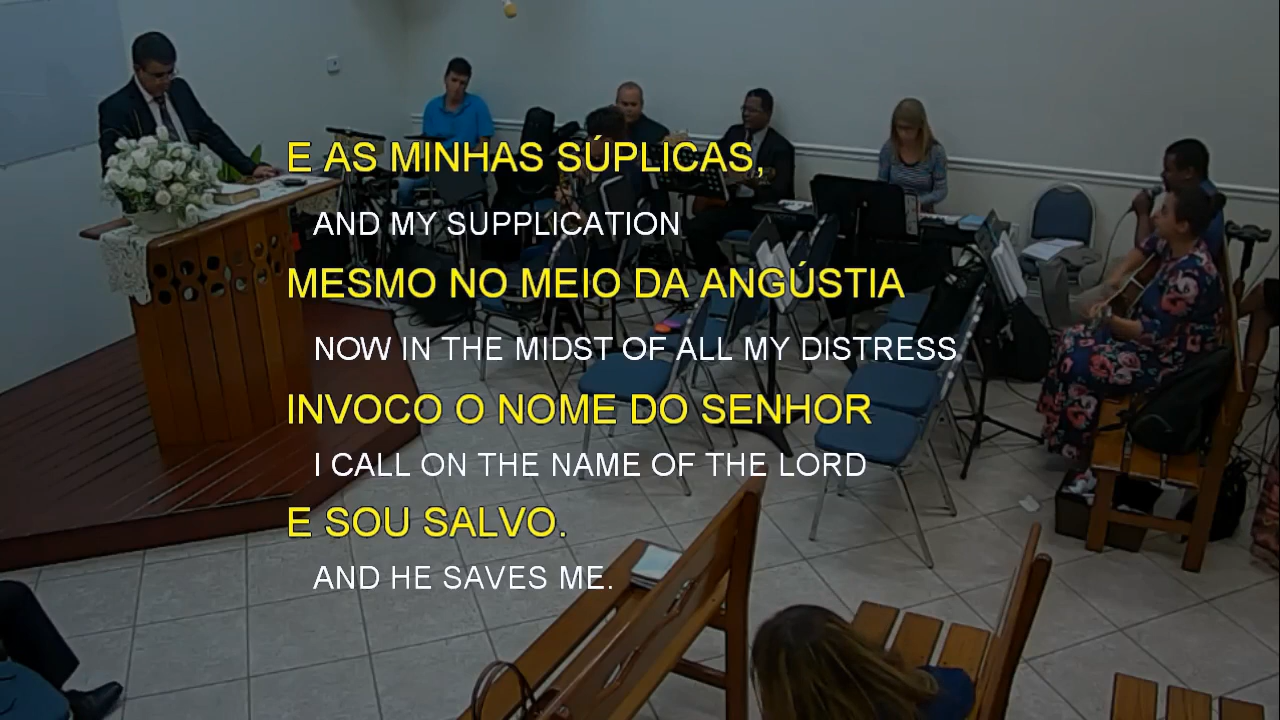 E AS MINHAS SÚPLICAS,
AND MY SUPPLICATION
MESMO NO MEIO DA ANGÚSTIA
NOW IN THE MIDST OF ALL MY DISTRESS
INVOCO O NOME DO SENHOR
I CALL ON THE NAME OF THE LORD
E SOU SALVO.
AND HE SAVES ME.